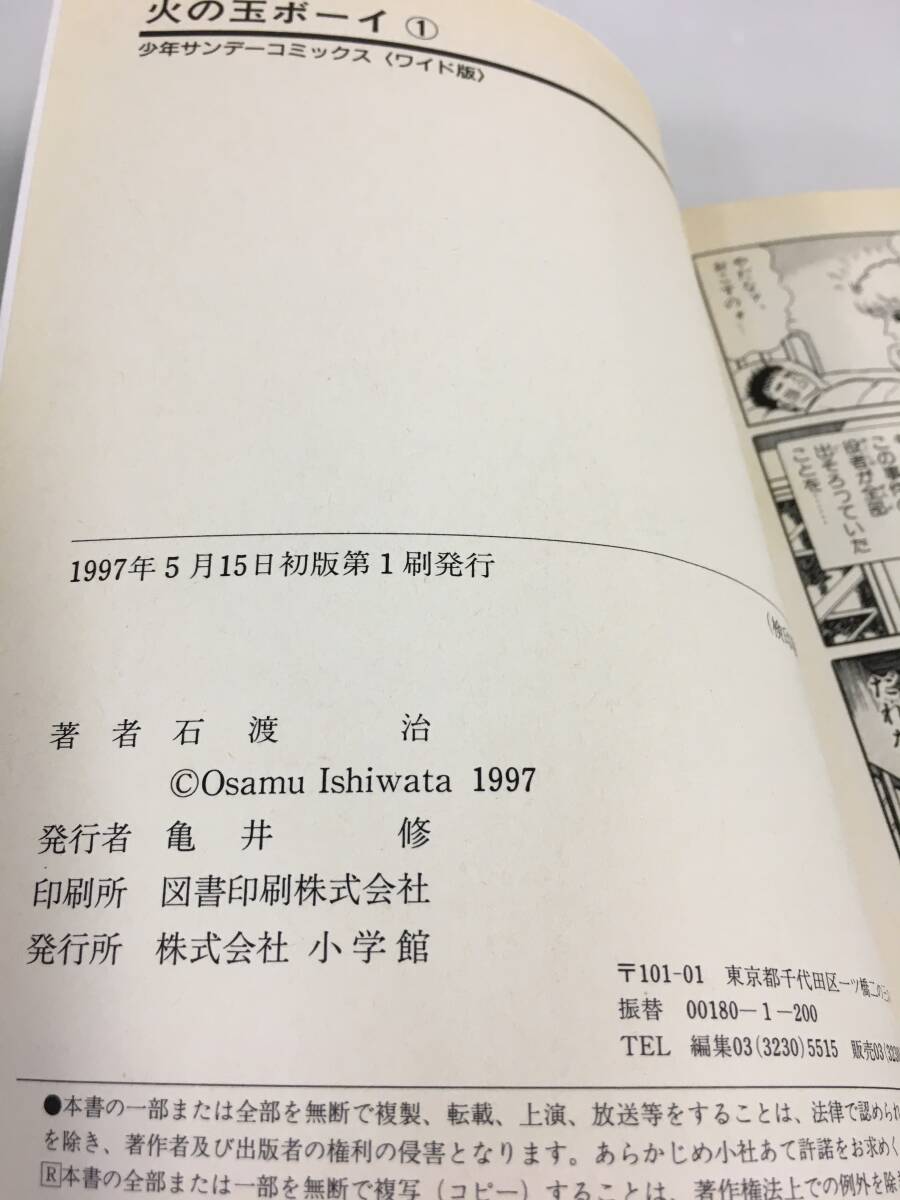 火の玉ボーイ①
少年サンデーコミックス〈ワイド版〉
1997年5月15日初版第1刷発行
(検印
著者 石渡 治
©Osamu Ishiwata 1997
発行者 亀井 修
印刷所 図書印刷株式会社
発行所 株式会社 小学館
〒101-01 東京都千代田区一ツ橋二の三
振替 00180-1-200
TEL 編集03(3230)5515 販売03(3230
●本書の一部または全部を無断で複製、転載、上演、放送等をすることは、法律で認められ
を除き、著作者及び出版者の権利の侵害となります。あらかじめ小社あて許諾をお求めく
Ⓡ本書の全部または一部を無断で複写(コピー)することは、著作権法上での例外を除
この事件の
役者が全部
出そろっていた
ことを……
だれか